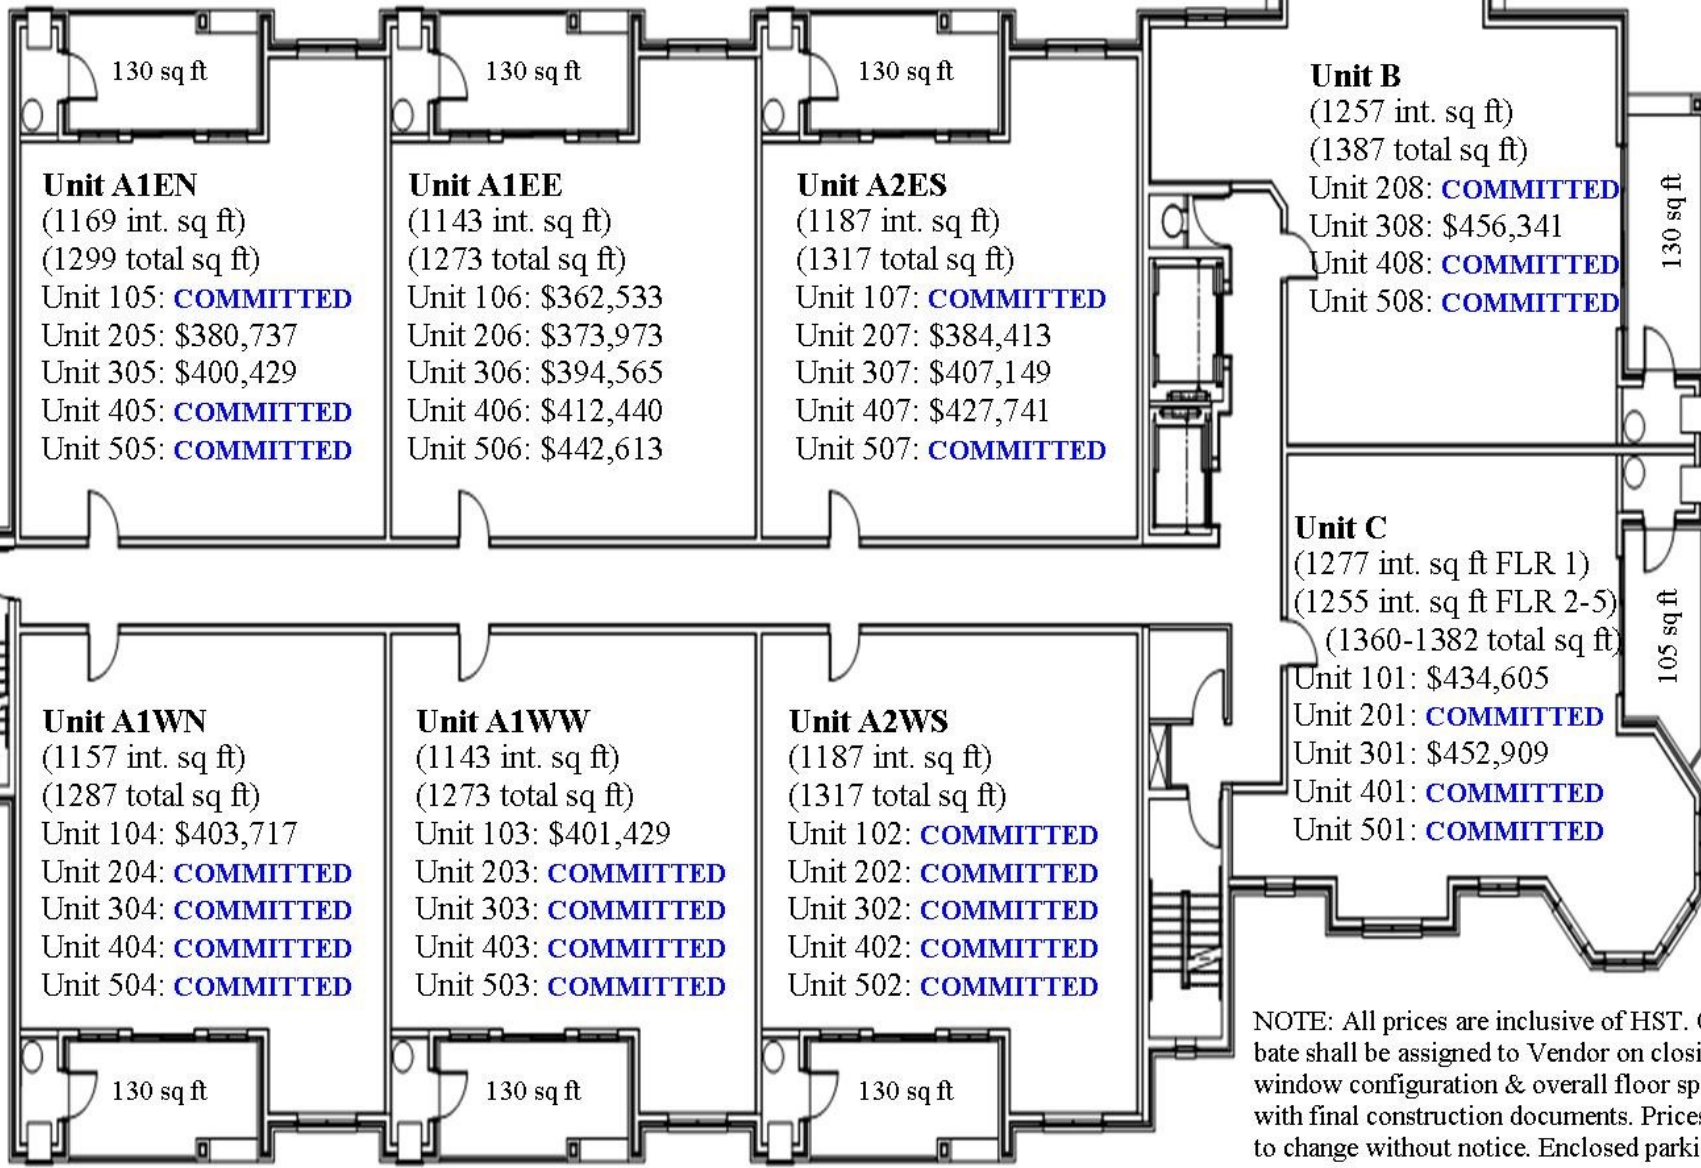 130 sq ft
130 sq ft
130 sq ft
Unit A1EN
(1169 int. sq ft)
(1299 total sq ft)
Unit 105: COMMITTED
Unit 205: $380,737
Unit 305: $400,429
Unit 405: COMMITTED
Unit 505: COMMITTED
Unit A1EE
(1143 int. sq ft)
(1273 total sq ft)
Unit 106: $362,533
Unit 206: $373,973
Unit 306: $394,565
Unit 406: $412,440
Unit 506: $442,613
Unit A2ES
(1187 int. sq ft)
(1317 total sq ft)
Unit 107: COMMITTED
Unit 207: $384,413
Unit 307: $407,149
Unit 407: $427,741
Unit 507: COMMITTED
Unit B
(1257 int. sq ft)
(1387 total sq ft)
Unit 208: COMMITTED
Unit 308: $456,341
Unit 408: COMMITTED
Unit 508: COMMITTED
130 sq ft
Unit C
(1277 int. sq ft FLR 1)
(1255 int. sq ft FLR 2-5)
(1360-1382 total sq ft)
Unit 101: $434,605
Unit 201: COMMITTED
Unit 301: $452,909
Unit 401: COMMITTED
Unit 501: COMMITTED
105 sq ft
Unit A1WN
(1157 int. sq ft)
(1287 total sq ft)
Unit 104: $403,717
Unit 204: COMMITTED
Unit 304: COMMITTED
Unit 404: COMMITTED
Unit 504: COMMITTED
Unit A1WW
(1143 int. sq ft)
(1273 total sq ft)
Unit 103: $401,429
Unit 203: COMMITTED
Unit 303: COMMITTED
Unit 403: COMMITTED
Unit 503: COMMITTED
Unit A2WS
(1187 int. sq ft)
(1317 total sq ft)
Unit 102: COMMITTED
Unit 202: COMMITTED
Unit 302: COMMITTED
Unit 402: COMMITTED
Unit 502: COMMITTED
130 sq ft
130 sq ft
130 sq ft
NOTE: All prices are inclusive of HST.
bate shall be assigned to Vendor on
window configuration & overall floor
with final construction documents. Prices
to change without notice. Enclosed